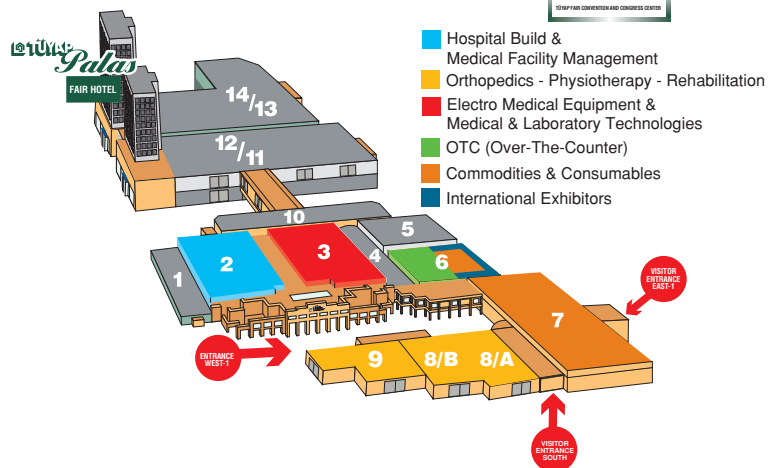 TÜYAP FAIR CONVENTION AND CONGRESS CENTER
TÜYAP
Palas
FAIR HOTEL
Hospital Build &
Medical Facility Management
Orthopedics - Physiotherapy - Rehabilitation
Electro Medical Equipment &
Medical & Laboratory Technologies
OTC (Over-The-Counter)
Commodities & Consumables
International Exhibitors
14/13
12/11
10
5
1
2
3
4
6
7
VISITOR
ENTRANCE
EAST-1
ENTRANCE
WEST-1
9
8/B
8/A
VISITOR
ENTRANCE
SOUTH